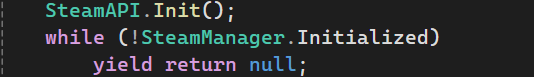 SteamAPI.Init();
while (!SteamManager.Initialized)
yield return null;